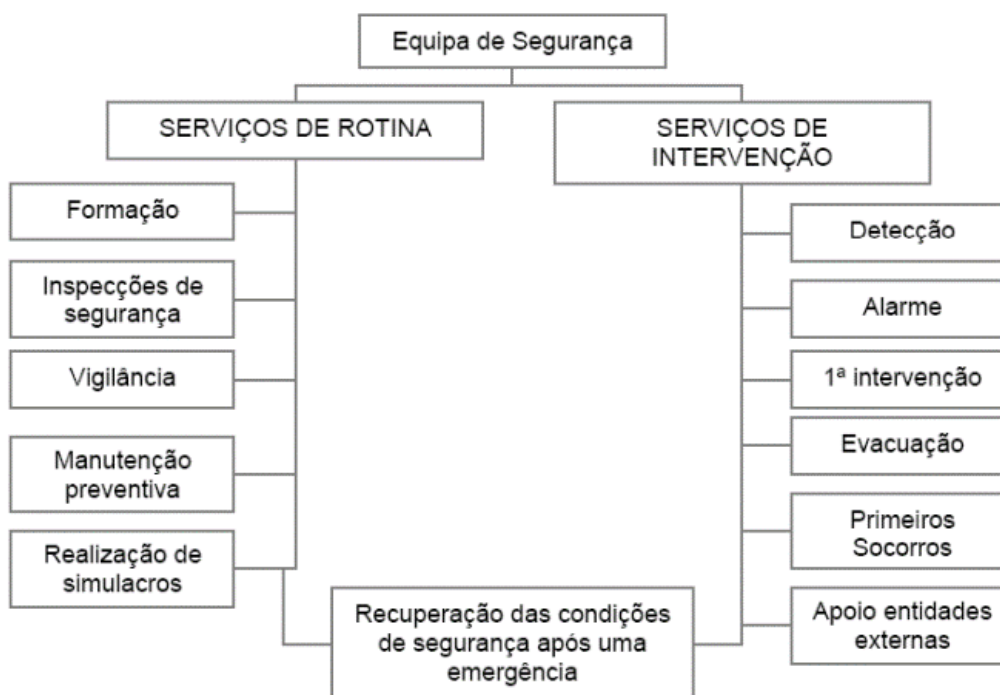 Equipa de Segurança
SERVIÇOS DE ROTINA
SERVIÇOS DE
INTERVENÇÃO
Formação
Inspecções de
segurança
Vigilância
Manutenção
preventiva
Realização de
simulacros
Detecção
Alarme
1ª intervenção
Evacuação
Primeiros
Socorros
Apoio entidades
externas
Recuperação das condições
de segurança após uma
emergência